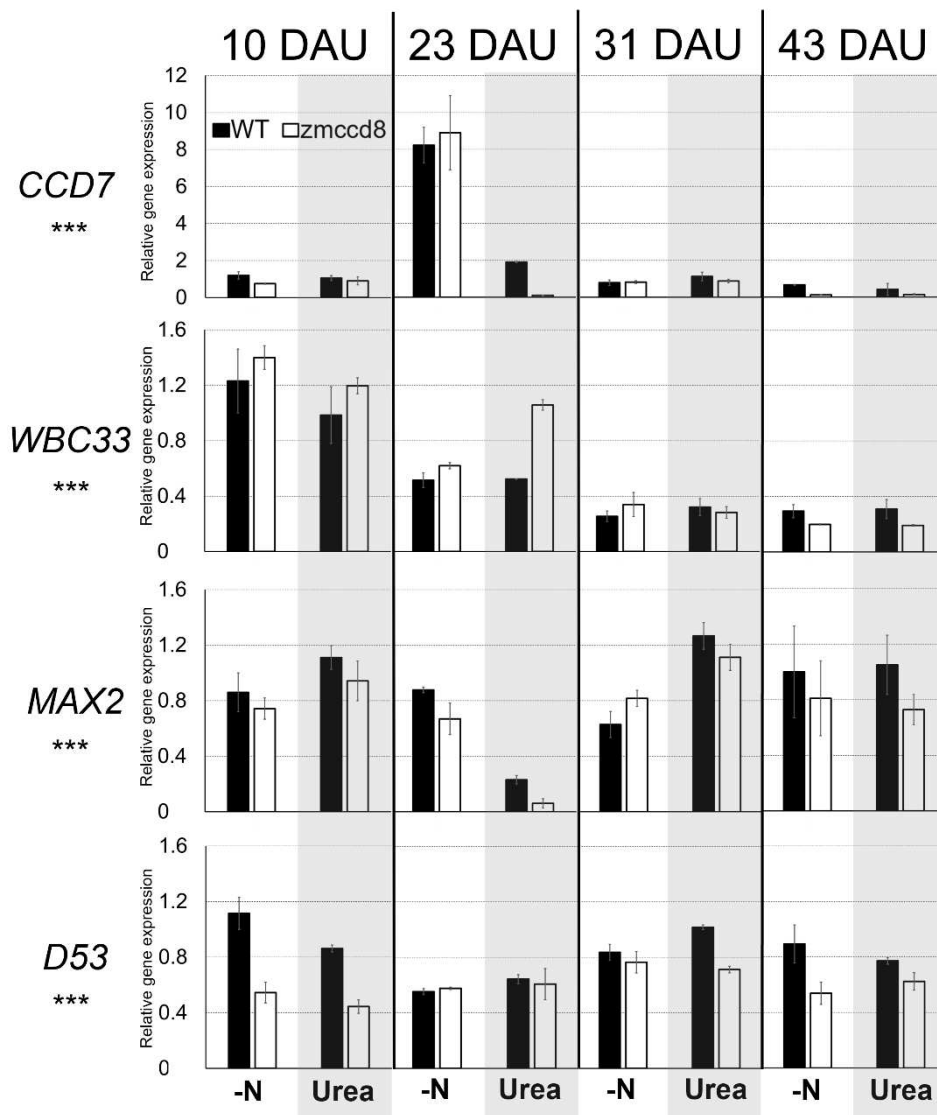 10 DAU 23 DAU 31 DAU 43 DAU
CCD7
***
Relative gene expression
12
10
8
6
4
2
0
WT zmccd8
WBC33
***
Relative gene expression
1.6
1.2
0.8
0.4
0
MAX2
***
Relative gene expression
1.6
1.2
0.8
0.4
0
D53
***
Relative gene expression
1.6
1.2
0.8
0.4
0
-N Urea -N Urea -N Urea -N Urea